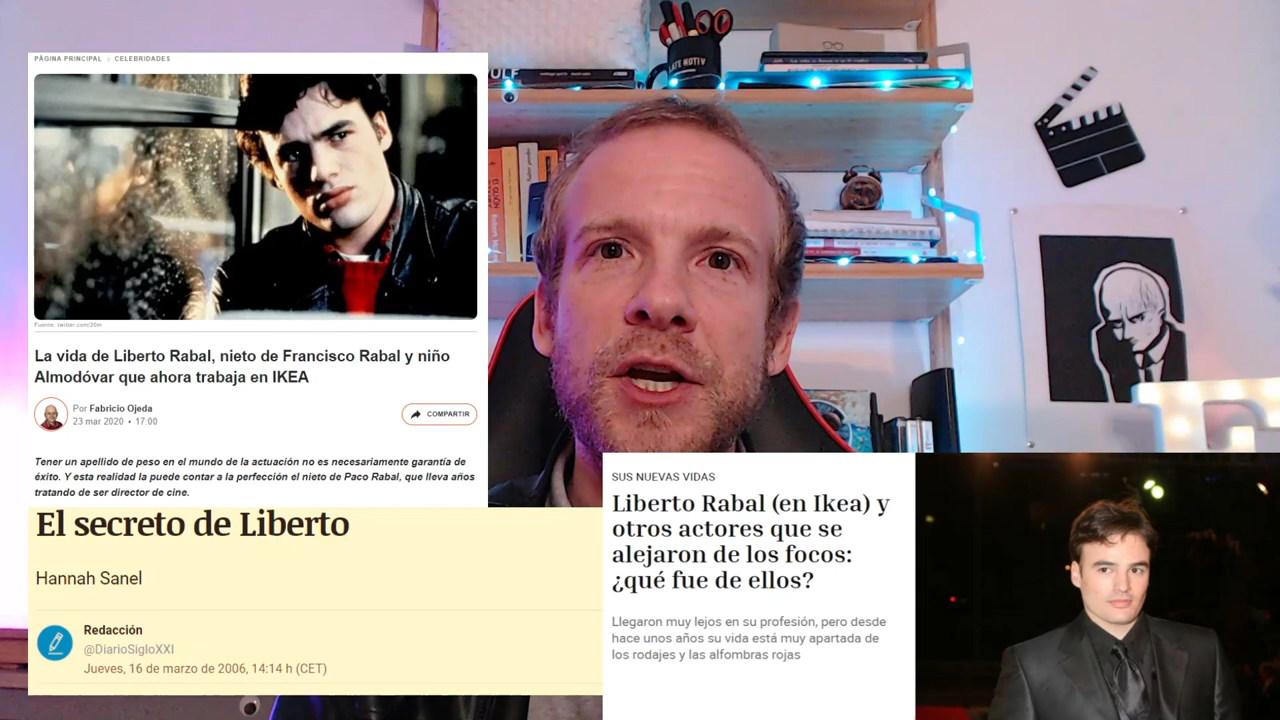 PÁGINA PRINCIPAL > CELEBRIDADES
Fuente: twitter.com/20m
La vida de Liberto Rabal, nieto de Francisco Rabal y niño
Almodóvar que ahora trabaja en IKEA
Por Fabricio Ojeda
23 mar 2020 • 17:00
COMPARTIR
Tener un apellido de peso en el mundo de la actuación no es necesariamente garantía de
éxito. Y esta realidad la puede contar a la perfección el nieto de Paco Rabal, que lleva años
tratando de ser director de cine.
El secreto de Liberto
Hannah Sanel
Redacción
@DiarioSigloXXI
Jueves, 16 de marzo de 2006, 14:14 h (CET)
SUS NUEVAS VIDAS
Liberto Rabal (en Ikea) y
otros actores que se
alejaron de los focos:
¿qué fue de ellos?
Llegaron muy lejos en su profesión, pero desde
hace unos años su vida está muy apartada de
los rodajes y las alfombras rojas
LATE MOTIV